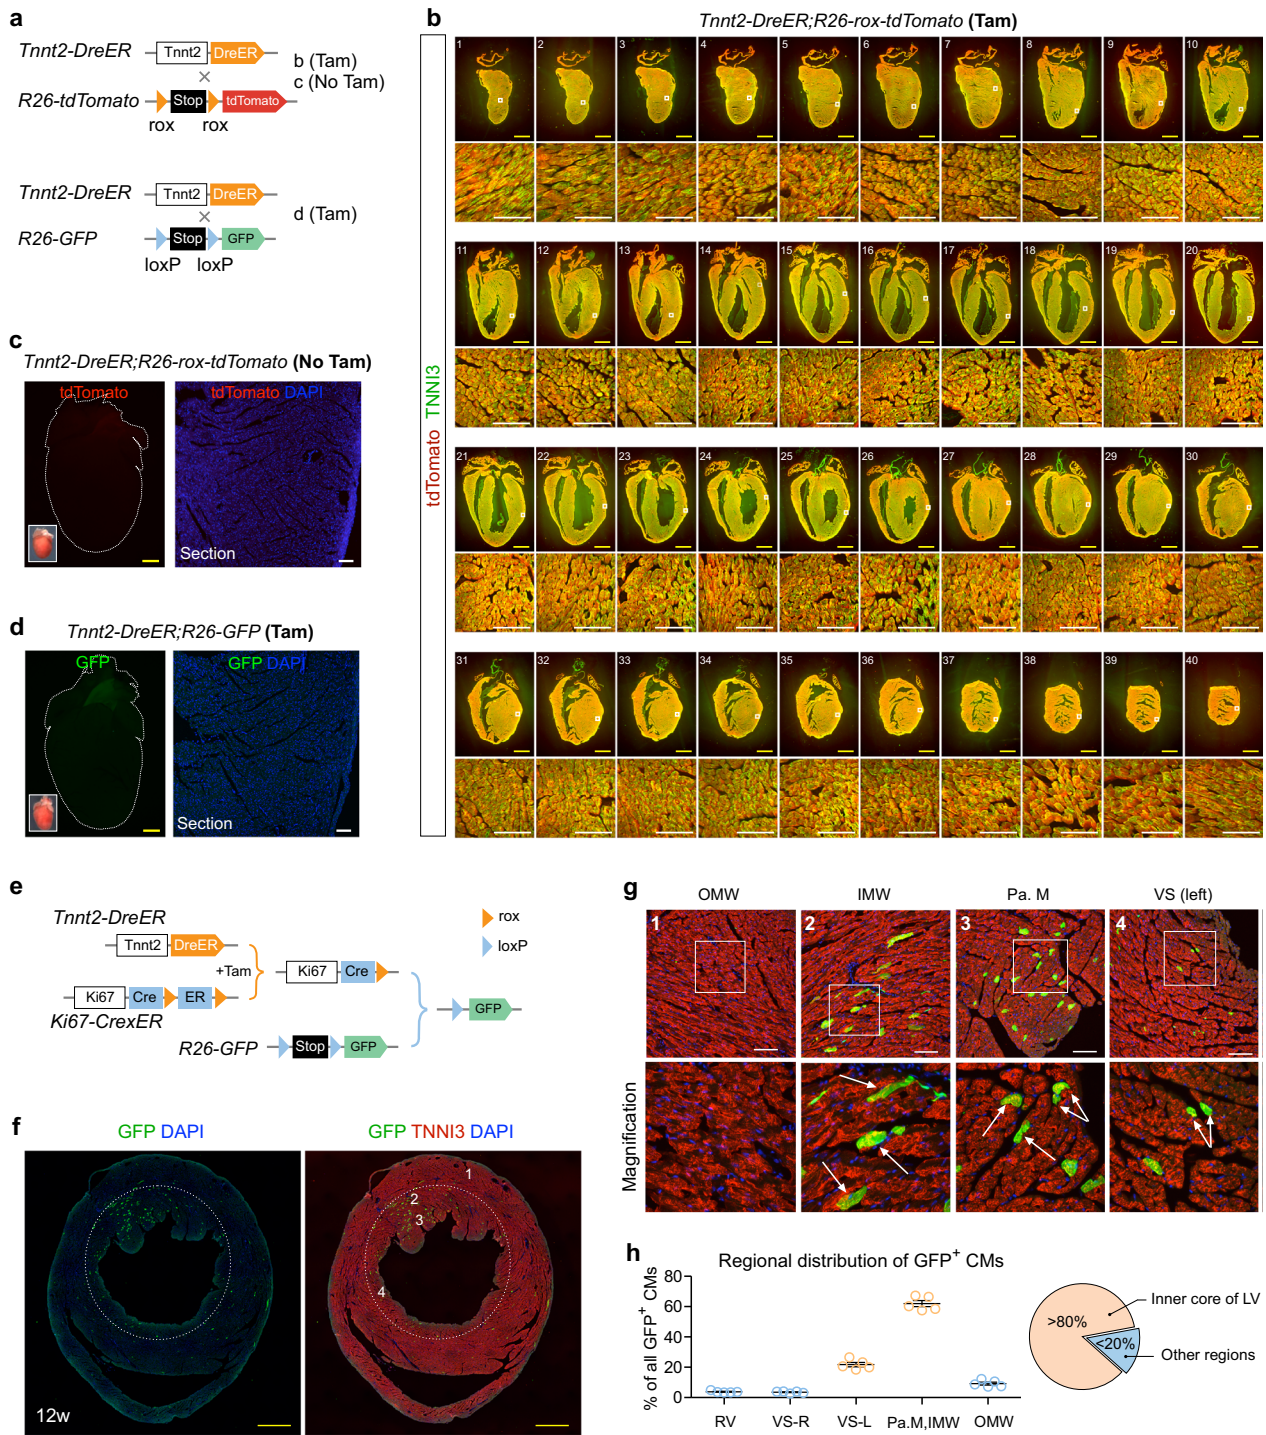 a
Tnnt2-DreER
Tnnt2 DreER
b (Tam)
c (No Tam)
R26-tdTomato
Stop tdTomato
rox rox
Tnnt2-DreER
Tnnt2 DreER
d (Tam)
R26-GFP
Stop GFP
loxP loxP
b
Tnnt2-DreER;R26-rox-tdTomato (Tam)
tdTomato TNNI3
1 2 3 4 5 6 7 8 9 10
11 12 13 14 15 16 17 18 19 20
21 22 23 24 25 26 27 28 29 30
31 32 33 34 35 36 37 38 39 40
c
Tnnt2-DreER;R26-rox-tdTomato (No Tam)
tdTomato
tdTomato DAPI
Section
d
Tnnt2-DreER;R26-GFP (Tam)
GFP
GFP DAPI
Section
e
Tnnt2-DreER
Tnnt2 DreER
+Tam
Ki67 Cre
Ki67 Cre ER
Ki67-CrexER
R26-GFP
Stop GFP
GFP
rox
loxP
f
GFP DAPI
GFP TNNI3 DAPI
12w
1
2
3
4
g
OMW IMW Pa. M VS (left)
1 2 3 4
Magnification
h
Regional distribution of GFP+ CMs
% of all GFP+ CMs
80
60
40
20
0
RV VS-R VS-L Pa.M,IMW OMW
>80%
<20%
Inner core of LV
Other regions